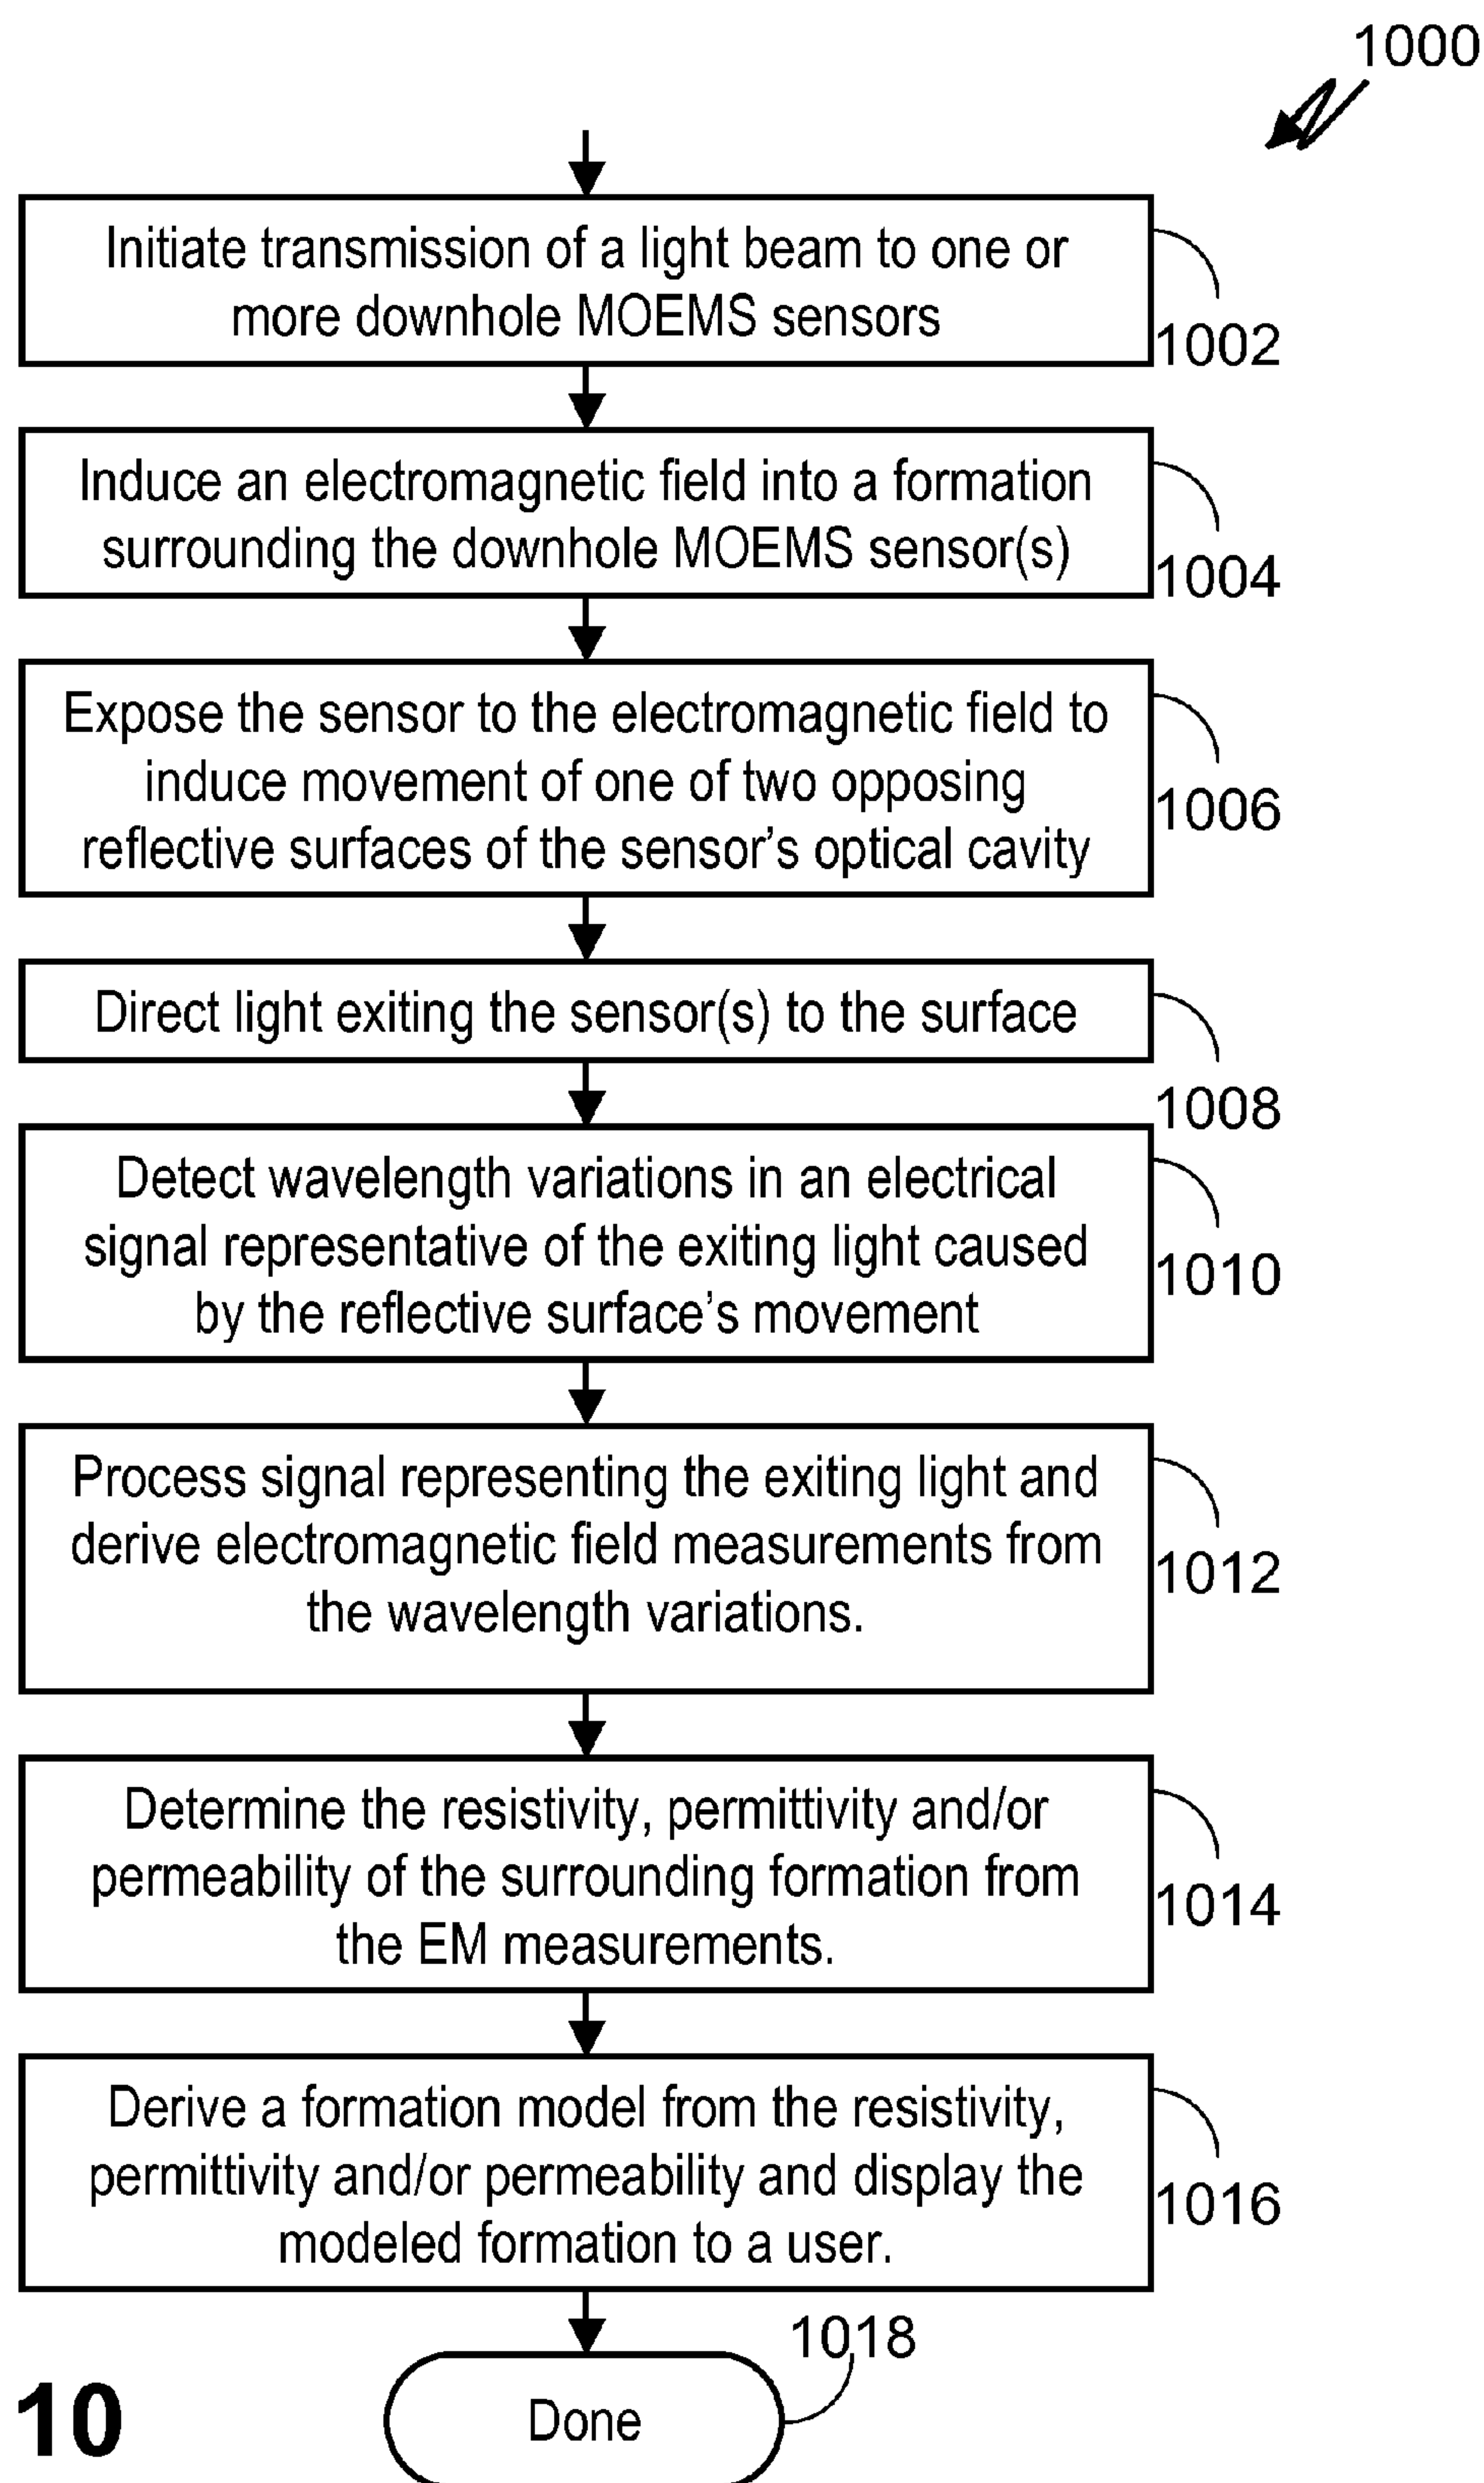 1000
Initiate transmission of a light beam to one or
more downhole MOEMS sensors
1002
Induce an electromagnetic field into a formation
surrounding the downhole MOEMS sensor(s)
1004
Expose the sensor to the electromagnetic field to
induce movement of one of two opposing
reflective surfaces of the sensor's optical cavity
1006
Direct light exiting the sensor(s) to the surface
1008
Detect wavelength variations in an electrical
signal representative of the exiting light caused
by the reflective surface's movement
1010
Process signal representing the exiting light and
derive electromagnetic field measurements from
the wavelength variations.
1012
Determine the resistivity, permittivity and/or
permeability of the surrounding formation from
the EM measurements.
1014
Derive a formation model from the resistivity,
permittivity and/or permeability and display the
modeled formation to a user.
1016
1018
Done
10